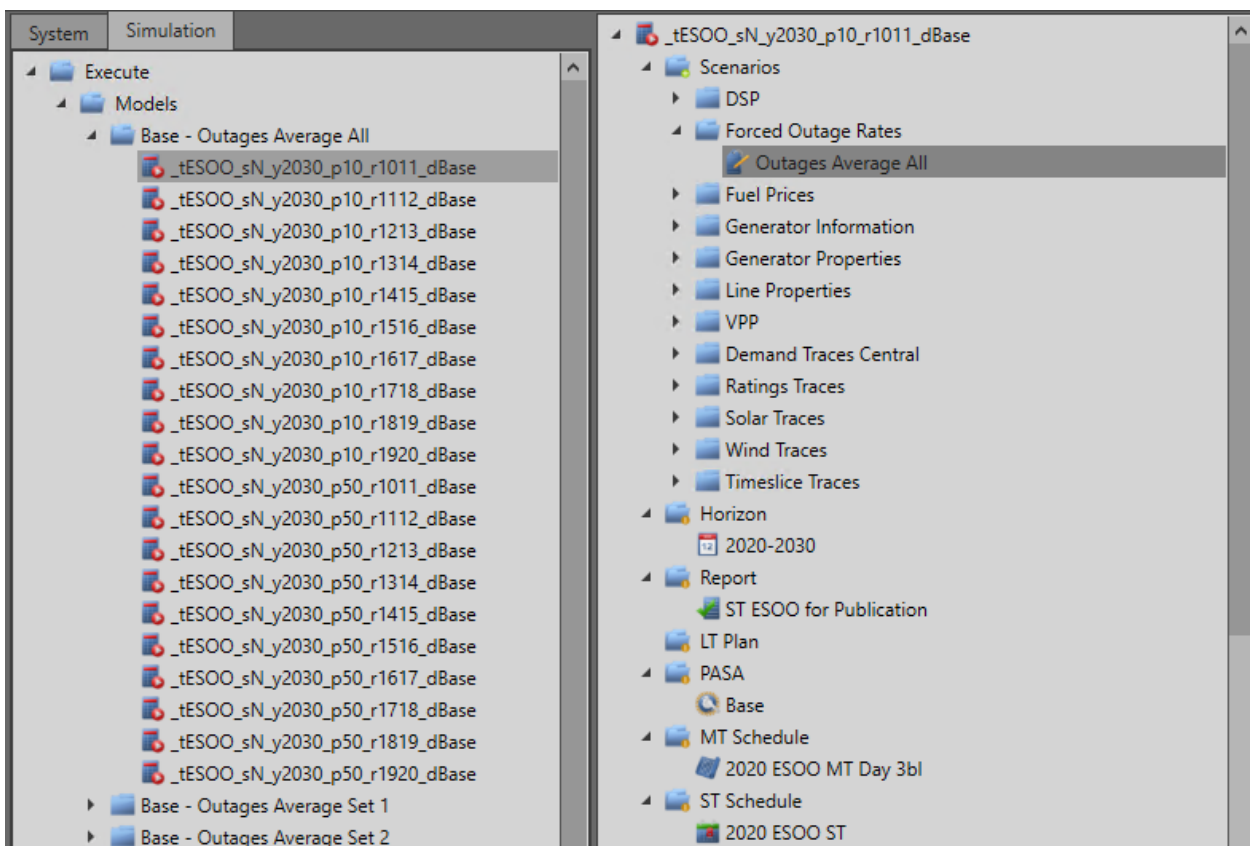 System
Simulation
Execute
Models
Base - Outages Average All
_tESOO_sN_y2030_p10_r1011_dBase
_tESOO_sN_y2030_p10_r1112_dBase
_tESOO_sN_y2030_p10_r1213_dBase
_tESOO_sN_y2030_p10_r1314_dBase
_tESOO_sN_y2030_p10_r1415_dBase
_tESOO_sN_y2030_p10_r1516_dBase
_tESOO_sN_y2030_p10_r1617_dBase
_tESOO_sN_y2030_p10_r1718_dBase
_tESOO_sN_y2030_p10_r1819_dBase
_tESOO_sN_y2030_p10_r1920_dBase
_tESOO_sN_y2030_p50_r1011_dBase
_tESOO_sN_y2030_p50_r1112_dBase
_tESOO_sN_y2030_p50_r1213_dBase
_tESOO_sN_y2030_p50_r1314_dBase
_tESOO_sN_y2030_p50_r1415_dBase
_tESOO_sN_y2030_p50_r1516_dBase
_tESOO_sN_y2030_p50_r1617_dBase
_tESOO_sN_y2030_p50_r1718_dBase
_tESOO_sN_y2030_p50_r1819_dBase
_tESOO_sN_y2030_p50_r1920_dBase
Base - Outages Average Set 1
Base - Outages Average Set 2
_tESOO_sN_y2030_p10_r1011_dBase
Scenarios
DSP
Forced Outage Rates
Outages Average All
Fuel Prices
Generator Information
Generator Properties
Line Properties
VPP
Demand Traces Central
Ratings Traces
Solar Traces
Wind Traces
Timeslice Traces
Horizon
12
2020-2030
Report
ST ESOO for Publication
LT Plan
PASA
Base
MT Schedule
2020 ESOO MT Day 3bl
ST Schedule
2020 ESOO ST